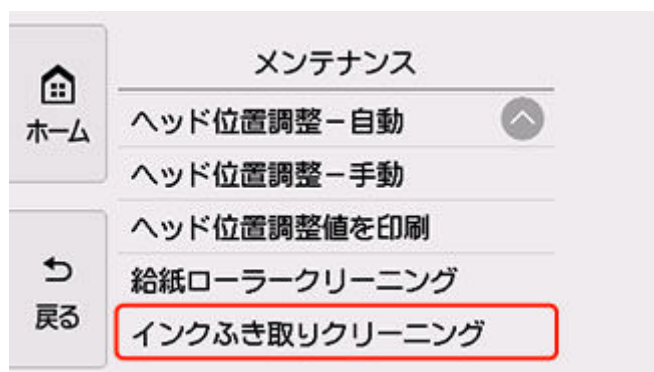 メンテナンス
ホーム
ヘッド位置調整－自動
ヘッド位置調整－手動
ヘッド位置調整値を印刷
給紙ローラークリーニング
戻る
インクふき取りクリーニング